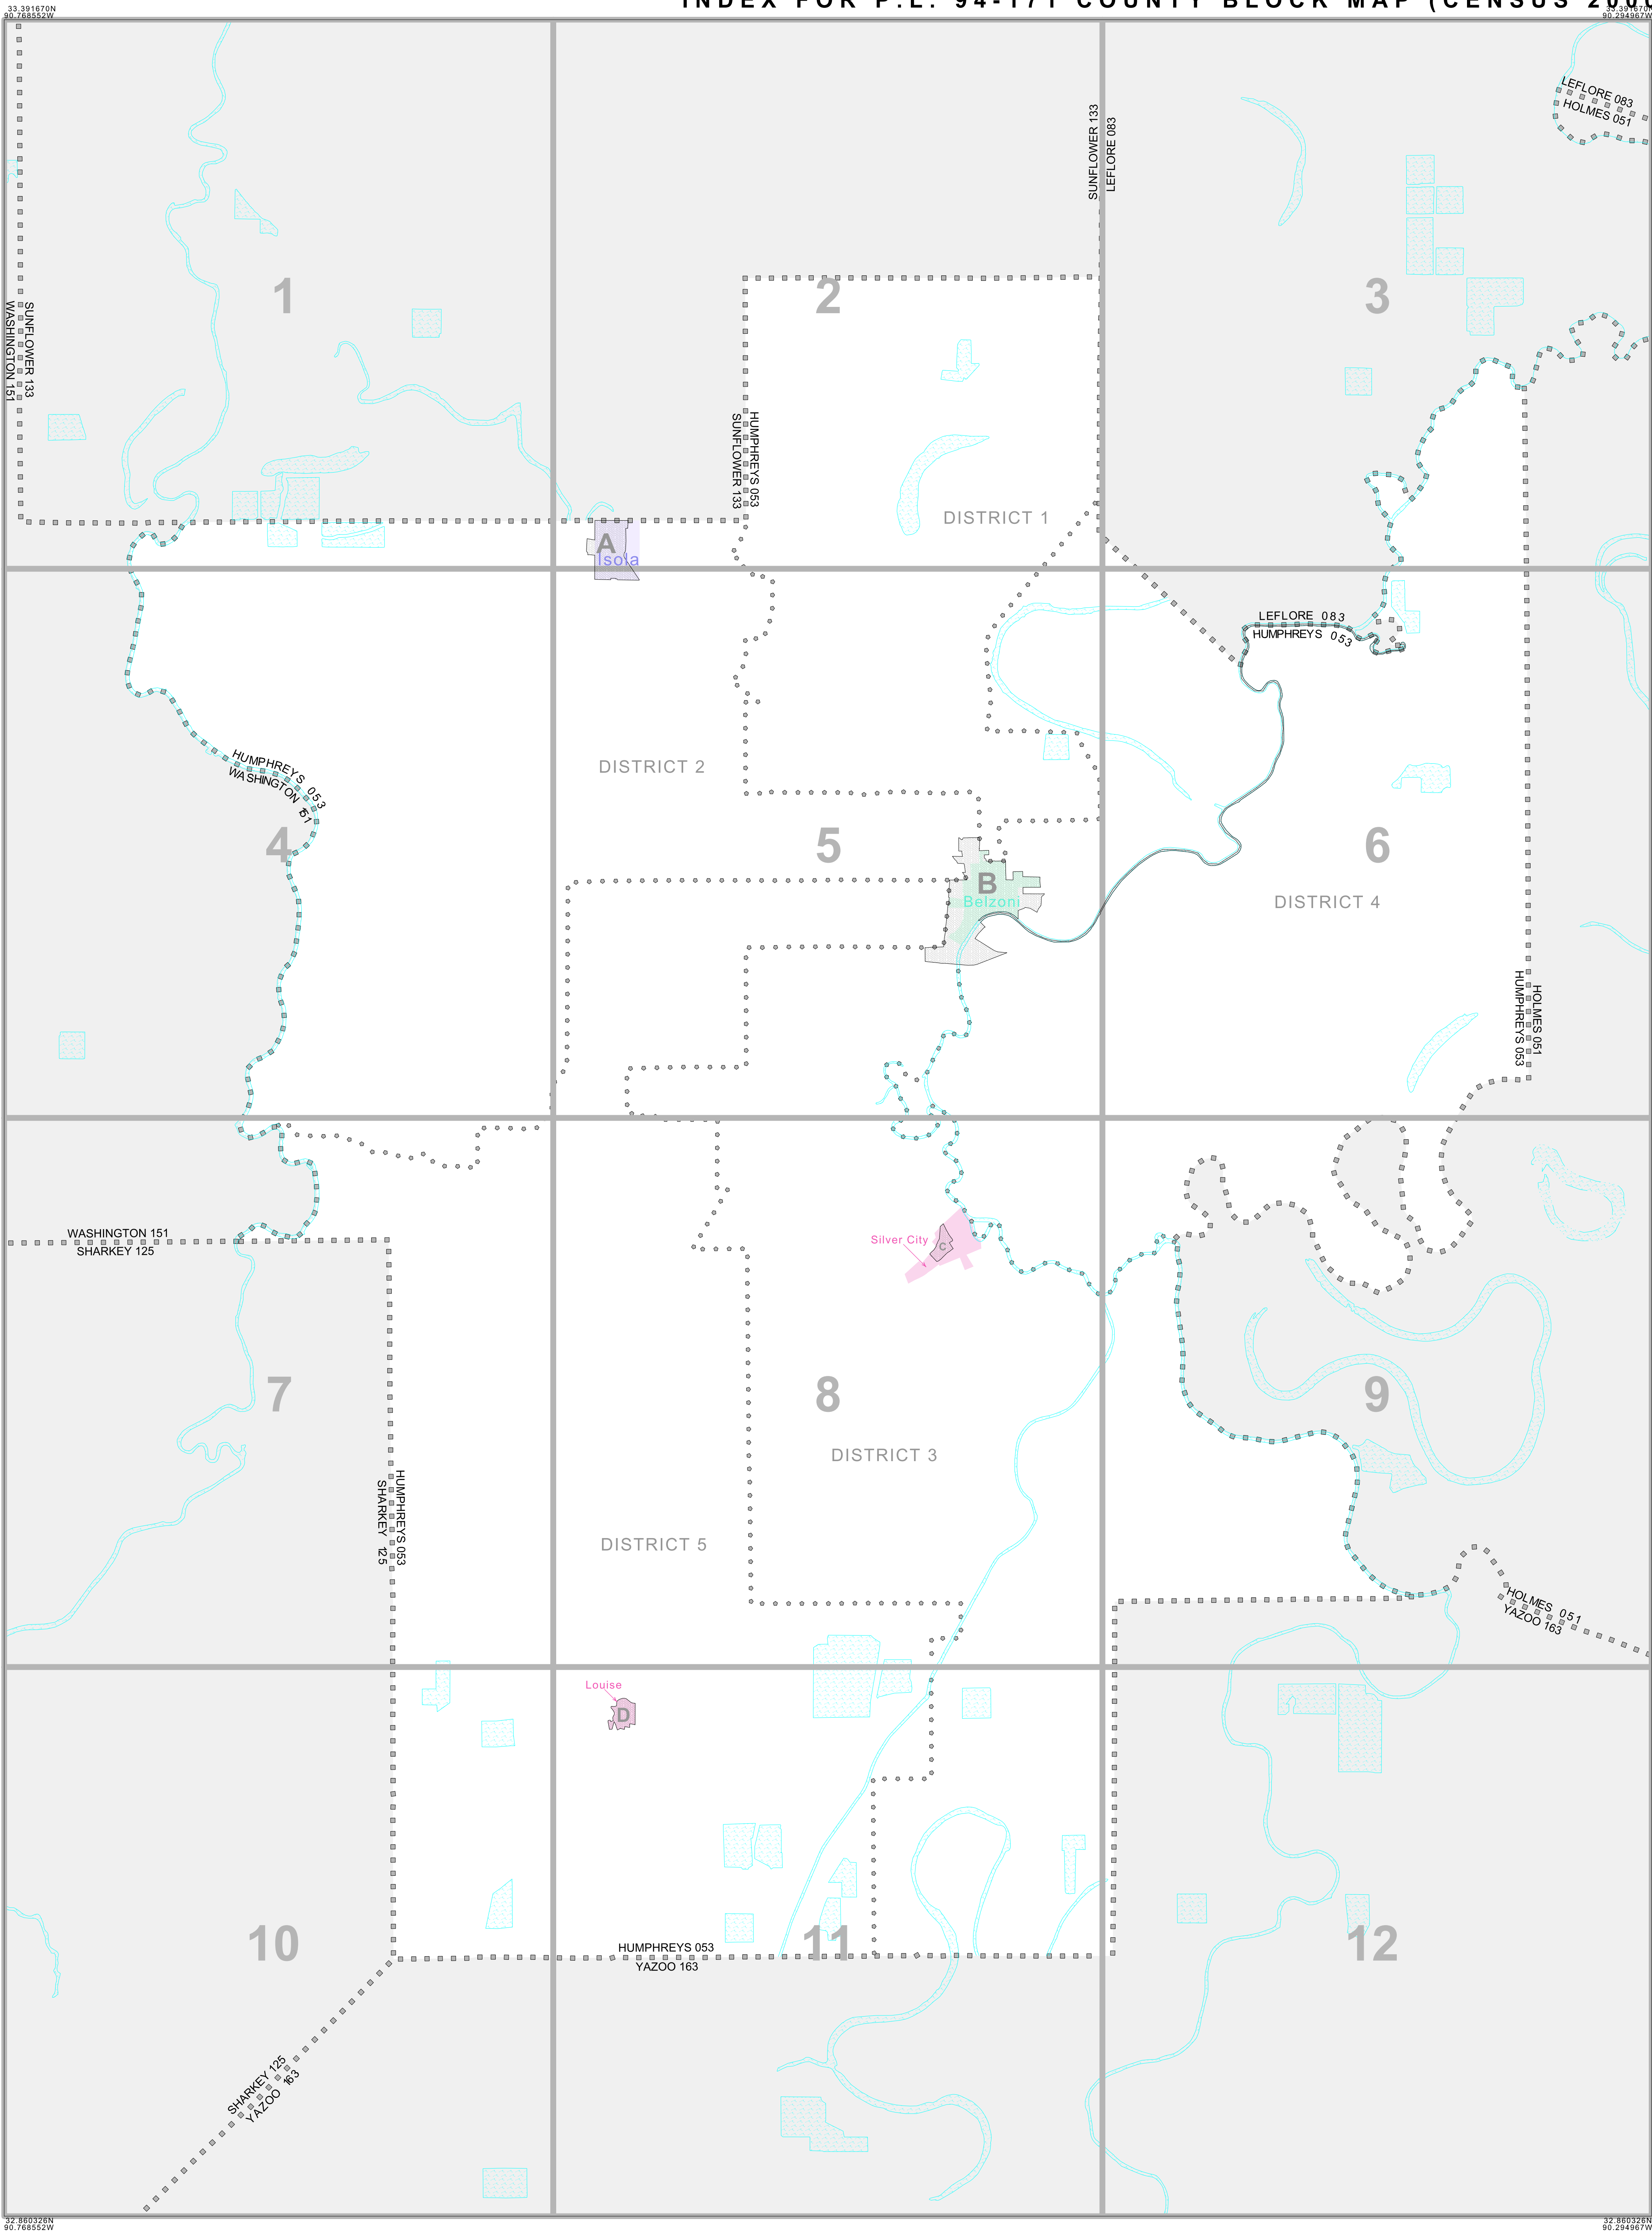 INDEX FOR P.L. 94-171 COUNTY BLOCK MAP (CENSUS 2000
33.391670N
90.768552W
33.391670N
90.294967W
LEFLORE 083
HOLMES 051
SUNFLOWER 133
LEFLORE 083
1
2
3
SUNFLOWER 133
WASHINGTON 151
HUMPHREYS 053
SUNFLOWER 133
DISTRICT 1
A
Isola
LEFLORE 083
HUMPHREYS 053
DISTRICT 2
HUMPHREYS 053
WASHINGTON 151
4
5
6
B
Belzoni
DISTRICT 4
HOLMES 051
HUMPHREYS 053
WASHINGTON 151
SHARKEY 125
Silver City
C
7
8
9
DISTRICT 3
HUMPHREYS 053
SHARKEY 125
DISTRICT 5
HOLMES 051
YAZOO 163
Louise
D
10
11
12
HUMPHREYS 053
YAZOO 163
SHARKEY 125
YAZOO 163
32.860326N
90.768552W
32.860326N
90.294967W